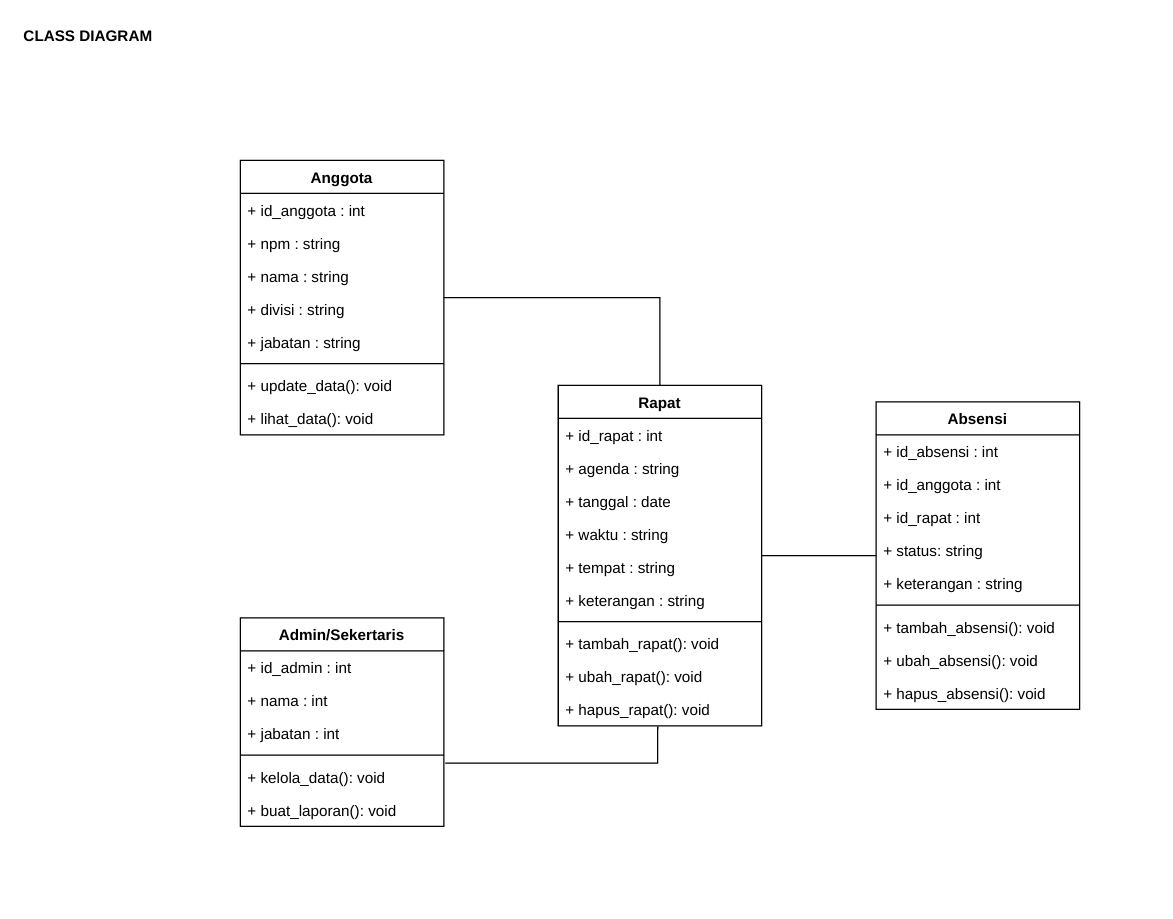 CLASS DIAGRAM
Anggota
+ id_anggota : int
+ npm : string
+ nama : string
+ divisi : string
+ jabatan : string
+ update_data(): void
+ lihat_data(): void
Rapat
+ id_rapat : int
+ agenda : string
+ tanggal : date
+ waktu : string
+ tempat : string
+ keterangan : string
+ tambah_rapat(): void
+ ubah_rapat(): void
+ hapus_rapat(): void
Absensi
+ id_absensi : int
+ id_anggota : int
+ id_rapat : int
+ status: string
+ keterangan : string
+ tambah_absensi(): void
+ ubah_absensi(): void
+ hapus_absensi(): void
Admin/Sekertaris
+ id_admin : int
+ nama : int
+ jabatan : int
+ kelola_data(): void
+ buat_laporan(): void